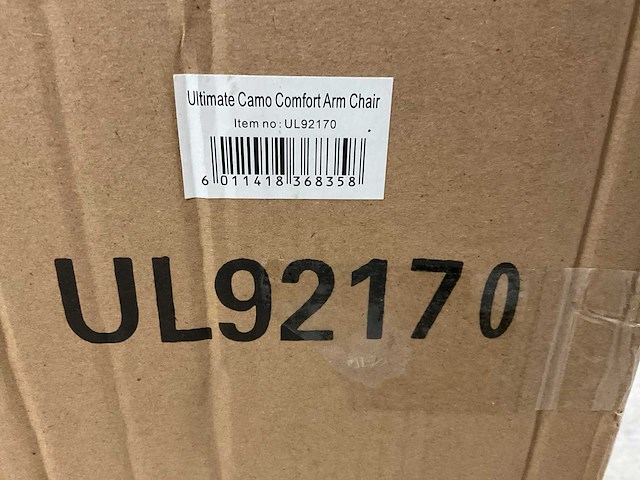 Ultimate Camo Comfort Arm Chair
Item no: UL92170
6 011418 368358
UL92170